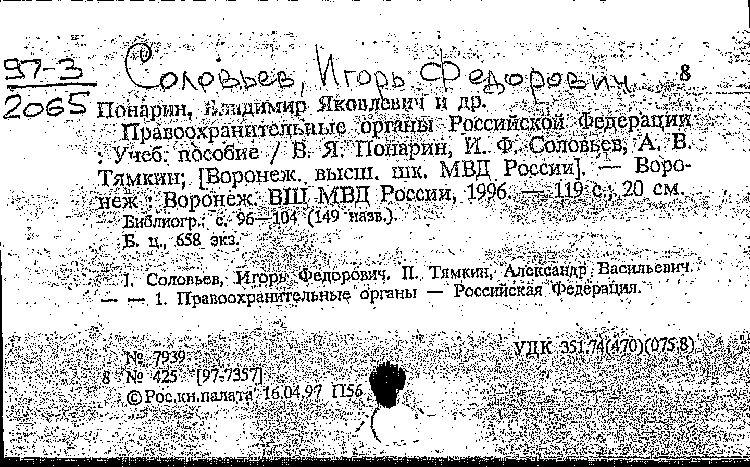 97-3
2065
Соловьев, Игорь Федорович
8
Понарин, Владимир Яковлевич и др.
Правоохранительные органы Российской Федерации
: Учеб. пособие / В. Я. Понарин, И. Ф. Соловьев, А. В.
Тямкин; [Воронеж. высш. шк. МВД России]. — Воро-
неж : Воронеж. ВШ МВД России, 1996. — 119 с.; 20 см.
Библиогр.: с. 96—104 (149 назв.).
Б. ц., 658 экз.
I. Соловьев, Игорь Федорович. II. Тямкин, Александр Васильевич.
— — 1. Правоохранительные органы — Российская Федерация.
УДК 351.74(470)(075.8)
№ 7939
8 № 425 [97-7357]
© Рос.кн.палата 16.04.97 П56